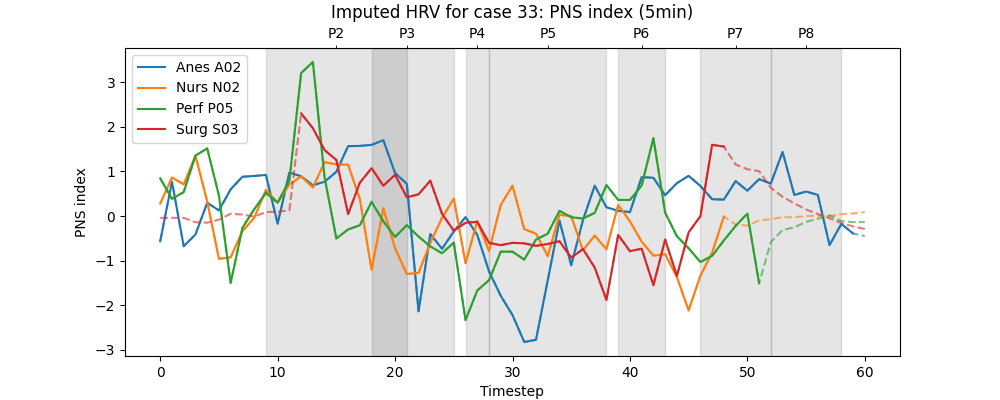 Imputed HRV for case 33: PNS index (5min)
P2 P3 P4 P5 P6 P7 P8
Anes A02
Nurs N02
Perf P05
Surg S03
PNS index
3
2
1
0
−1
−2
−3
0 10 20 30 40 50 60
Timestep